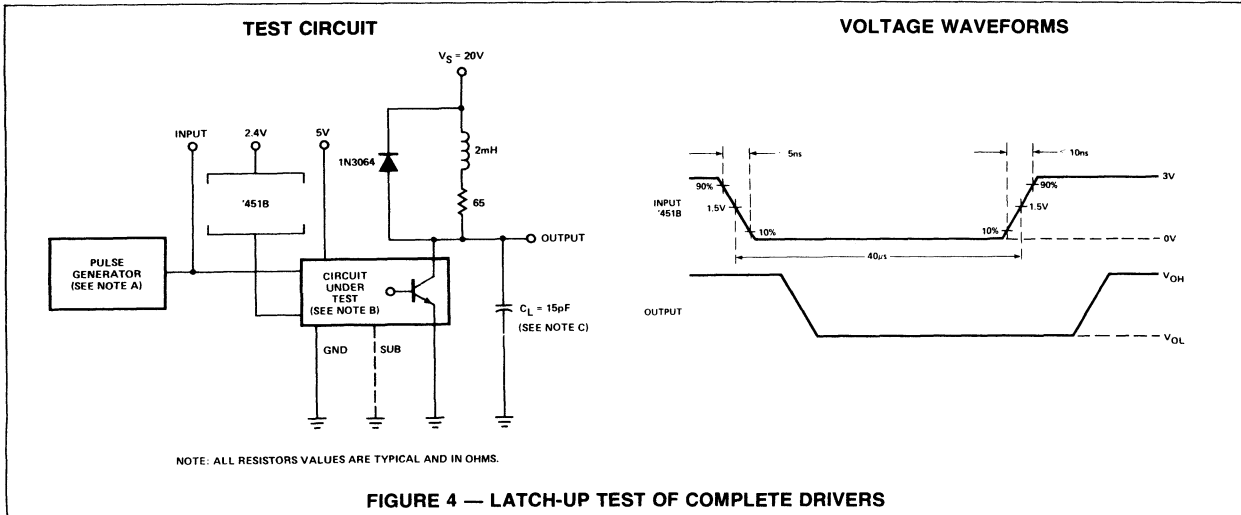 TEST CIRCUIT
VOLTAGE WAVEFORMS
V_S = 20V
INPUT
2.4V
5V
1N3064
2mH
65
'451B
OUTPUT
PULSE
GENERATOR
(SEE NOTE A)
CIRCUIT
UNDER
TEST
(SEE NOTE B)
C_L = 15pF
(SEE NOTE C)
GND
SUB
NOTE: ALL RESISTORS VALUES ARE TYPICAL AND IN OHMS.
5ns
10ns
90%
90%
3V
INPUT
'451B
1.5V
1.5V
10%
10%
0V
40μs
V_OH
OUTPUT
V_OL
FIGURE 4 — LATCH-UP TEST OF COMPLETE DRIVERS